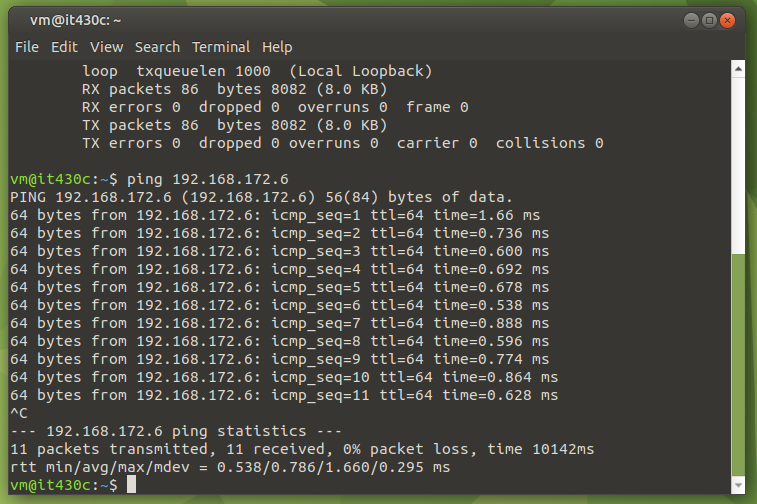 vm@it430c: ~
File Edit View Search Terminal Help
loop  txqueuelen 1000  (Local Loopback)
RX packets 86  bytes 8082 (8.0 KB)
RX errors 0  dropped 0  overruns 0  frame 0
TX packets 86  bytes 8082 (8.0 KB)
TX errors 0  dropped 0 overruns 0  carrier 0  collisions 0
vm@it430c:~$ ping 192.168.172.6
PING 192.168.172.6 (192.168.172.6) 56(84) bytes of data.
64 bytes from 192.168.172.6: icmp_seq=1 ttl=64 time=1.66 ms
64 bytes from 192.168.172.6: icmp_seq=2 ttl=64 time=0.736 ms
64 bytes from 192.168.172.6: icmp_seq=3 ttl=64 time=0.600 ms
64 bytes from 192.168.172.6: icmp_seq=4 ttl=64 time=0.692 ms
64 bytes from 192.168.172.6: icmp_seq=5 ttl=64 time=0.678 ms
64 bytes from 192.168.172.6: icmp_seq=6 ttl=64 time=0.538 ms
64 bytes from 192.168.172.6: icmp_seq=7 ttl=64 time=0.888 ms
64 bytes from 192.168.172.6: icmp_seq=8 ttl=64 time=0.596 ms
64 bytes from 192.168.172.6: icmp_seq=9 ttl=64 time=0.774 ms
64 bytes from 192.168.172.6: icmp_seq=10 ttl=64 time=0.864 ms
64 bytes from 192.168.172.6: icmp_seq=11 ttl=64 time=0.628 ms
^C
--- 192.168.172.6 ping statistics ---
11 packets transmitted, 11 received, 0% packet loss, time 10142ms
rtt min/avg/max/mdev = 0.538/0.786/1.660/0.295 ms
vm@it430c:~$